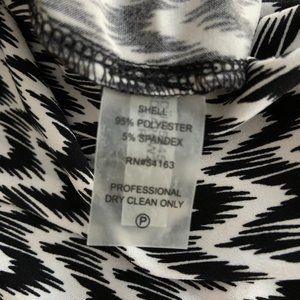 SHELL
95% POLYESTER
5% SPANDEX
RN#54163
PROFESSIONAL
DRY CLEAN ONLY
P